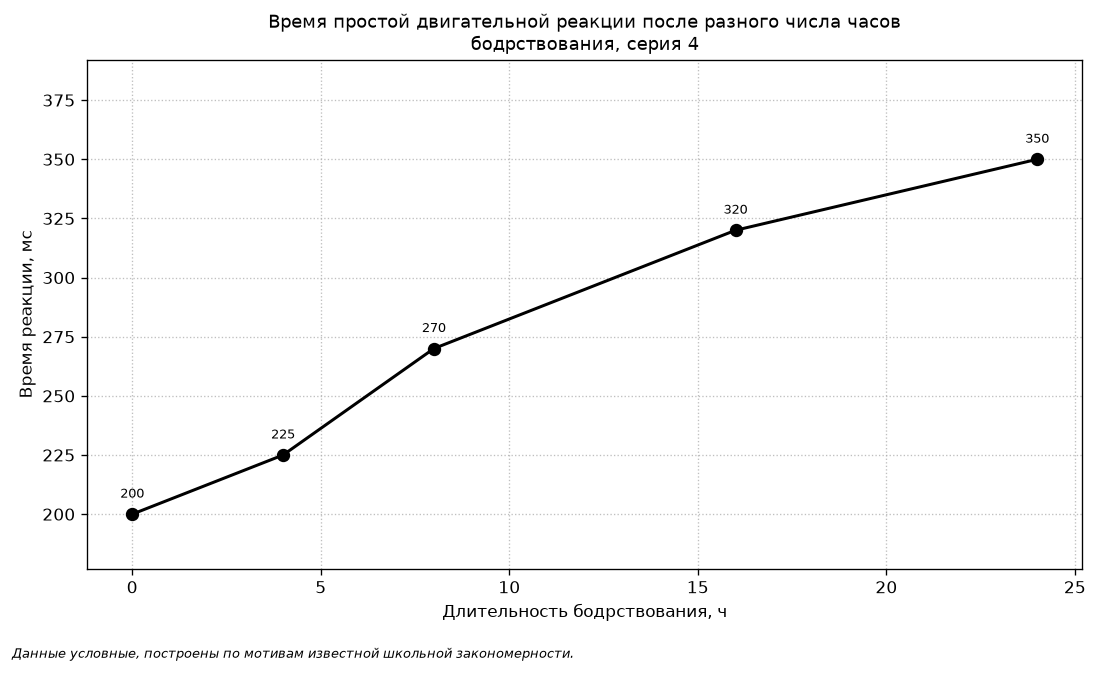 Время простой двигательной реакции после разного числа часов
бодрствования, серия 4
Время реакции, мс
375
350
325
300
275
250
225
200
200
225
270
320
350
0 5 10 15 20 25
Длительность бодрствования, ч
Данные условные, построены по мотивам известной школьной закономерности.